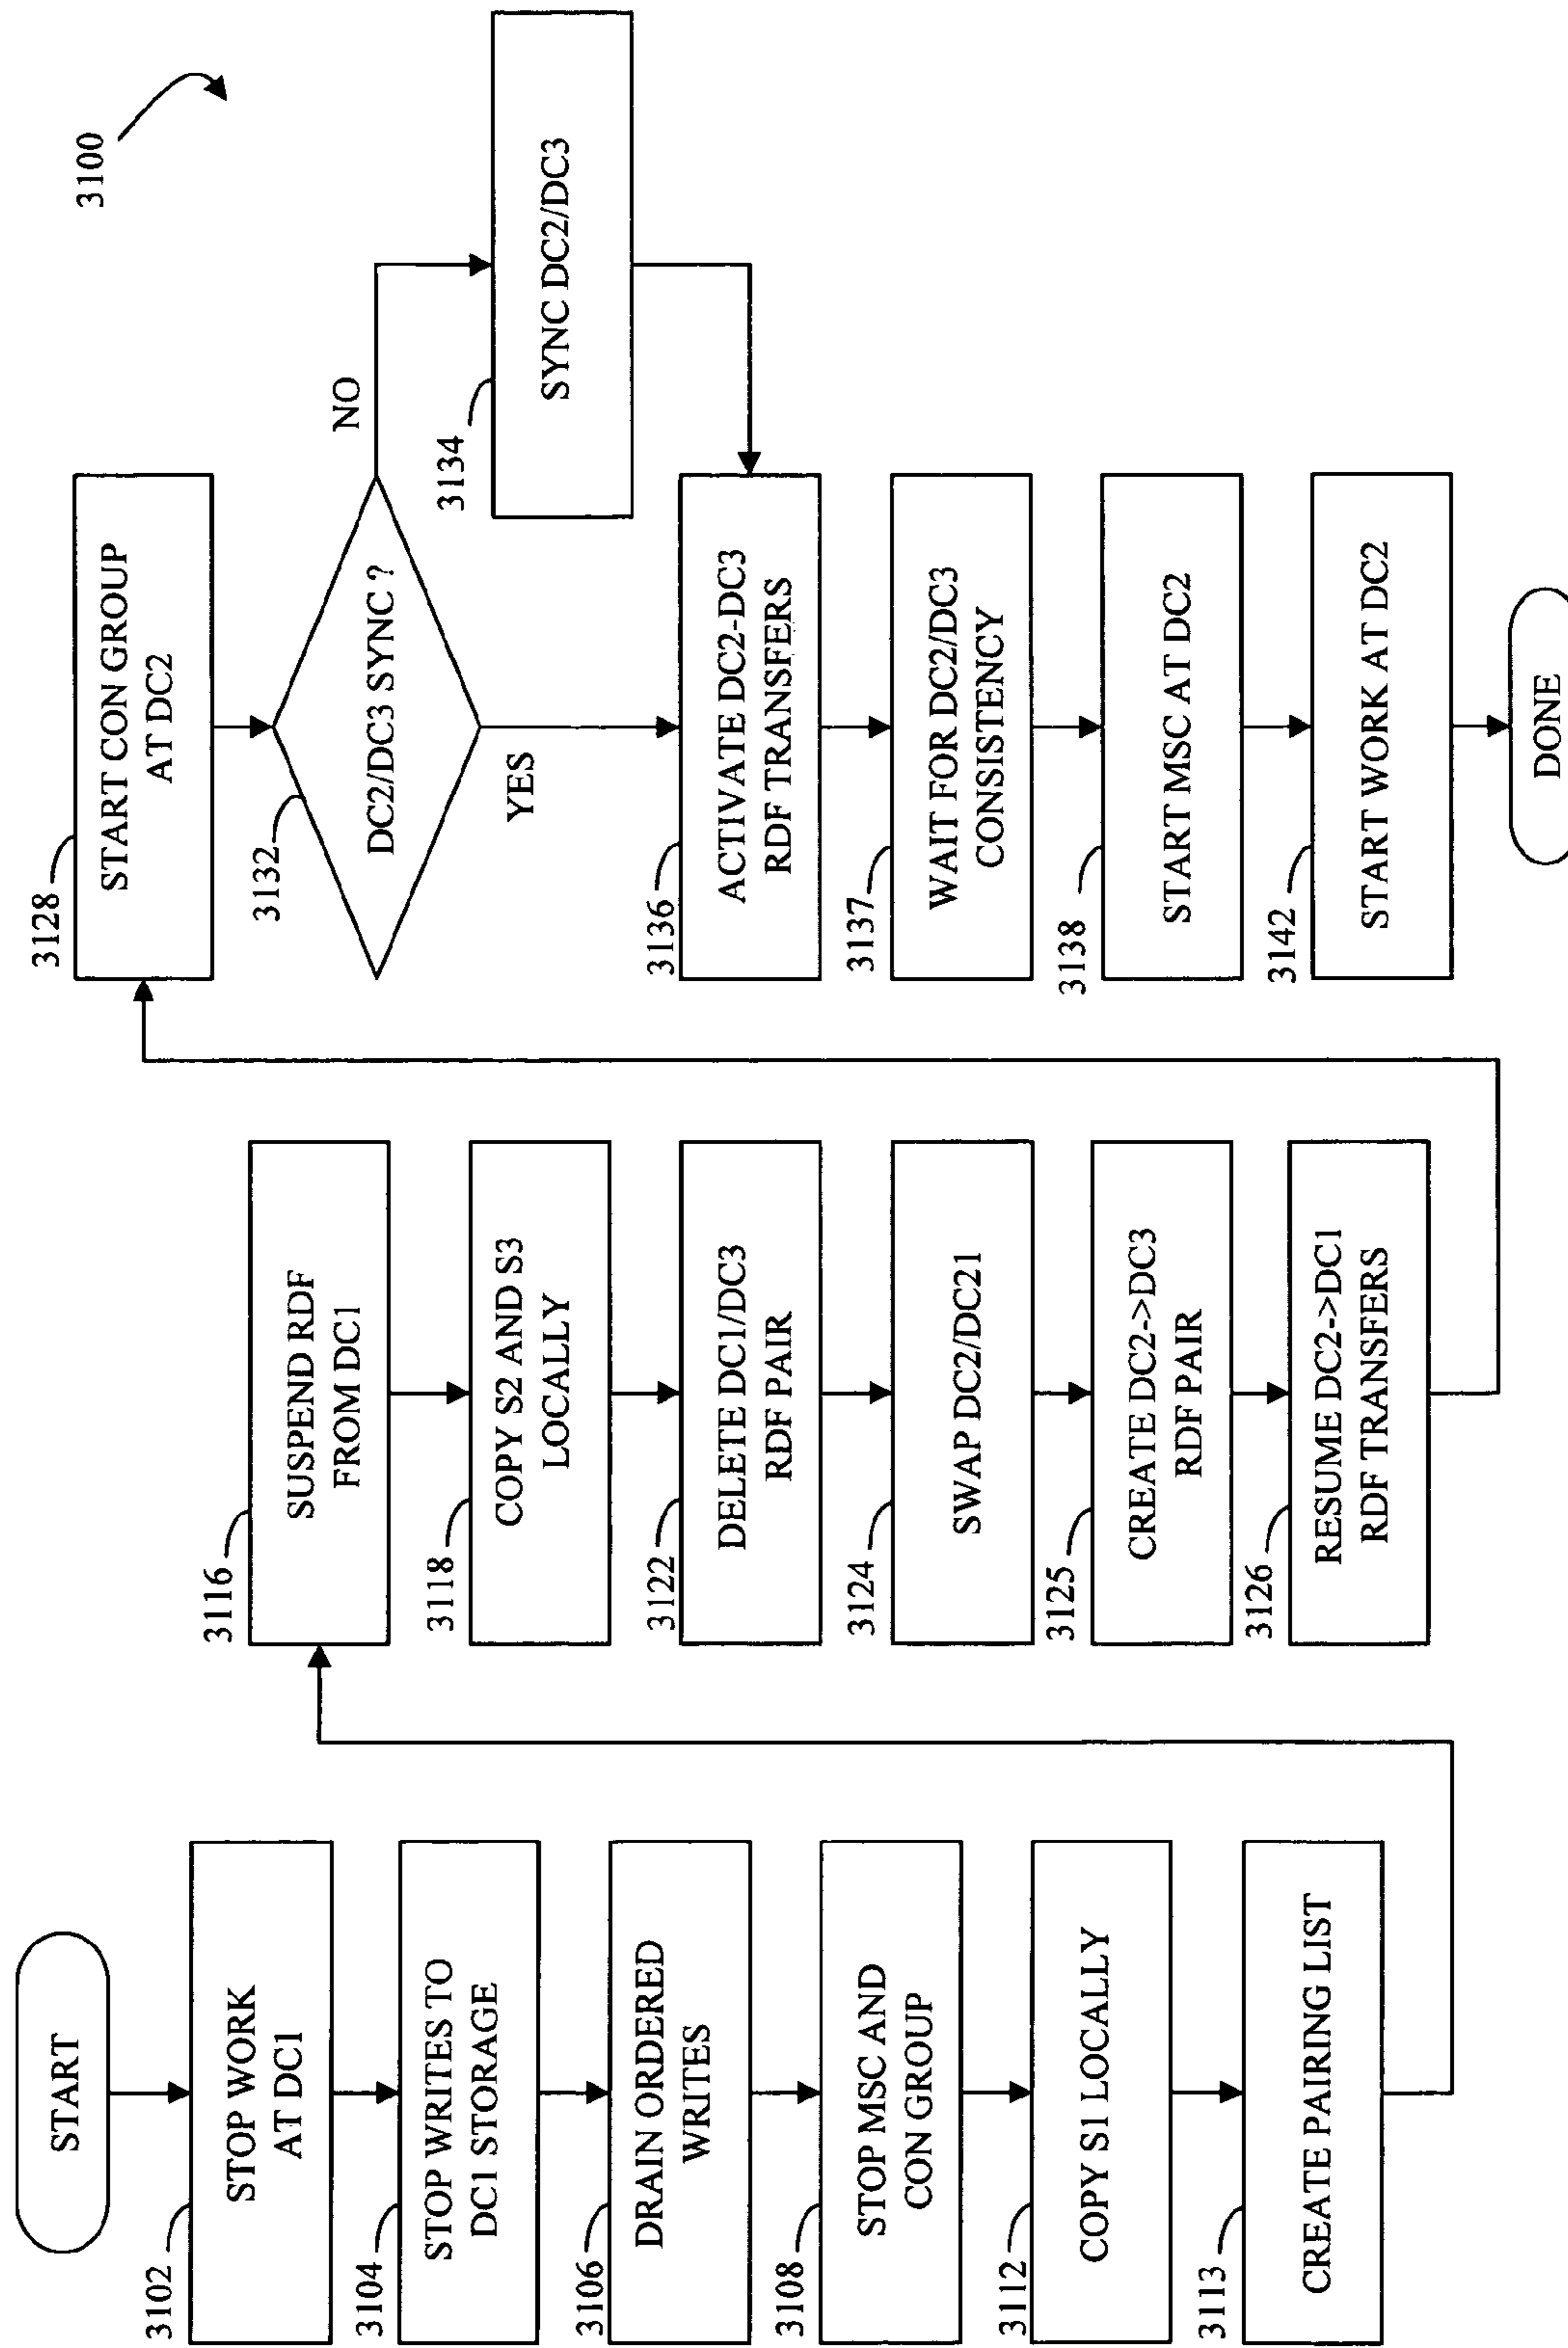 3100
START
3102
STOP WORK
AT DC1
3104
STOP WRITES TO
DC1 STORAGE
3106
DRAIN ORDERED
WRITES
3108
STOP MSC AND
CON GROUP
3112
COPY S1 LOCALLY
3113
CREATE PAIRING LIST
3116
SUSPEND RDF
FROM DC1
3118
COPY S2 AND S3
LOCALLY
3122
DELETE DC1/DC3
RDF PAIR
3124
SWAP DC2/DC21
3125
CREATE DC2->DC3
RDF PAIR
3126
RESUME DC2->DC1
RDF TRANSFERS
3128
START CON GROUP
AT DC2
3132
DC2/DC3 SYNC ?
NO
YES
3134
SYNC DC2/DC3
3136
ACTIVATE DC2-DC3
RDF TRANSFERS
3137
WAIT FOR DC2/DC3
CONSISTENCY
3138
START MSC AT DC2
3142
START WORK AT DC2
DONE